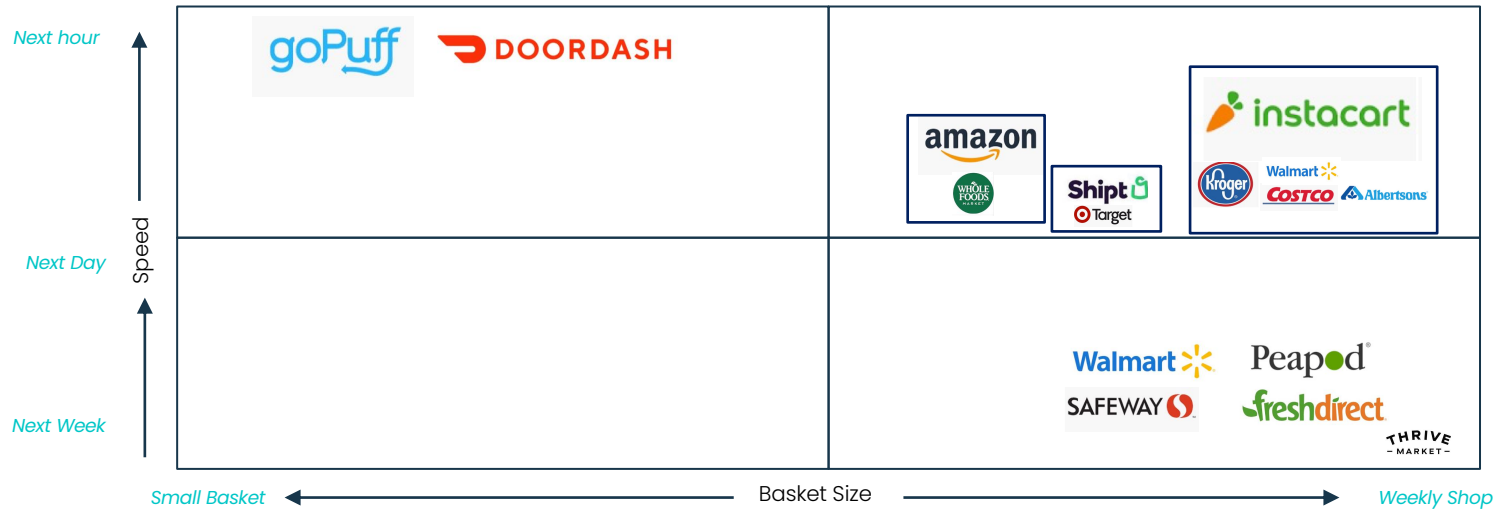 Next hour
goPuff
DOORDASH
instacart
amazon
WHOLE
FOODS
MARKET
Shipt
Target
Kroger
Walmart
COSTCO
WHOLESALE
Albertsons
Next Day
Speed
Walmart
Peapod®
SAFEWAY
freshdirect.
Next Week
THRIVE
– MARKET –
Small Basket
Basket Size
Weekly Shop